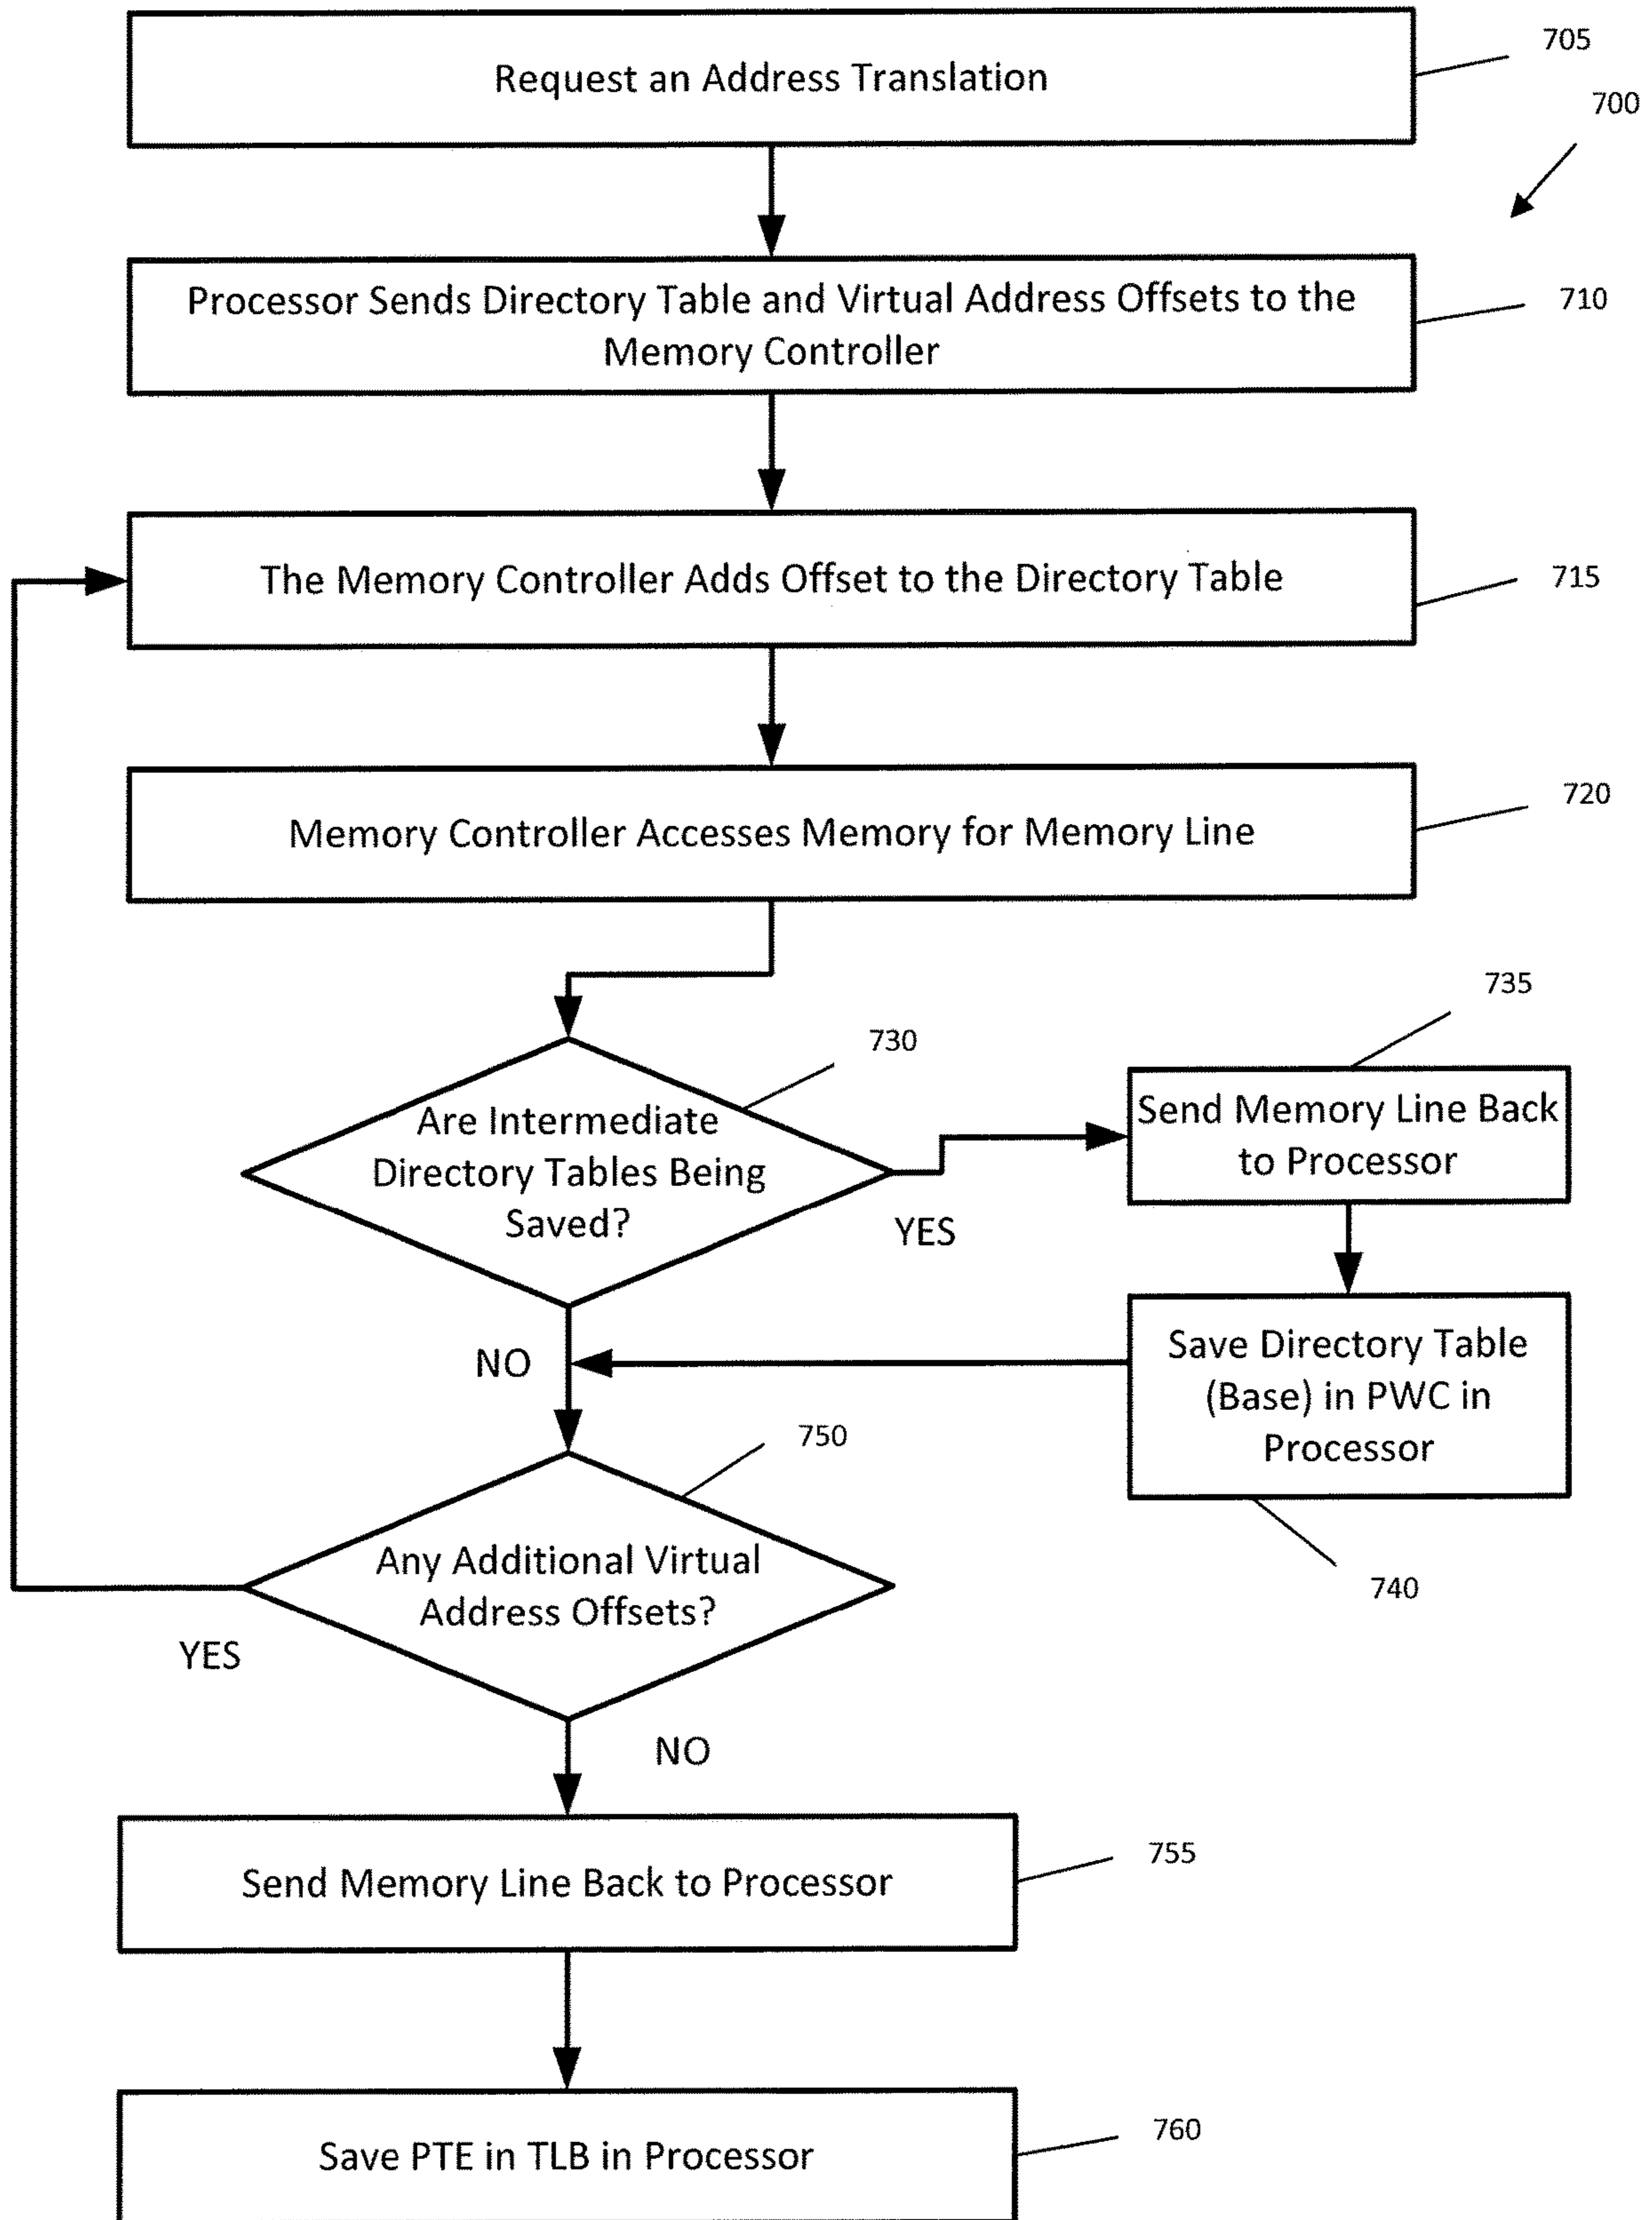 Request an Address Translation
705
700
Processor Sends Directory Table and Virtual Address Offsets to the
Memory Controller
710
The Memory Controller Adds Offset to the Directory Table
715
Memory Controller Accesses Memory for Memory Line
720
730
Are Intermediate
Directory Tables Being
Saved?
YES
NO
735
Send Memory Line Back
to Processor
Save Directory Table
(Base) in PWC in
Processor
740
750
Any Additional Virtual
Address Offsets?
YES
NO
Send Memory Line Back to Processor
755
Save PTE in TLB in Processor
760